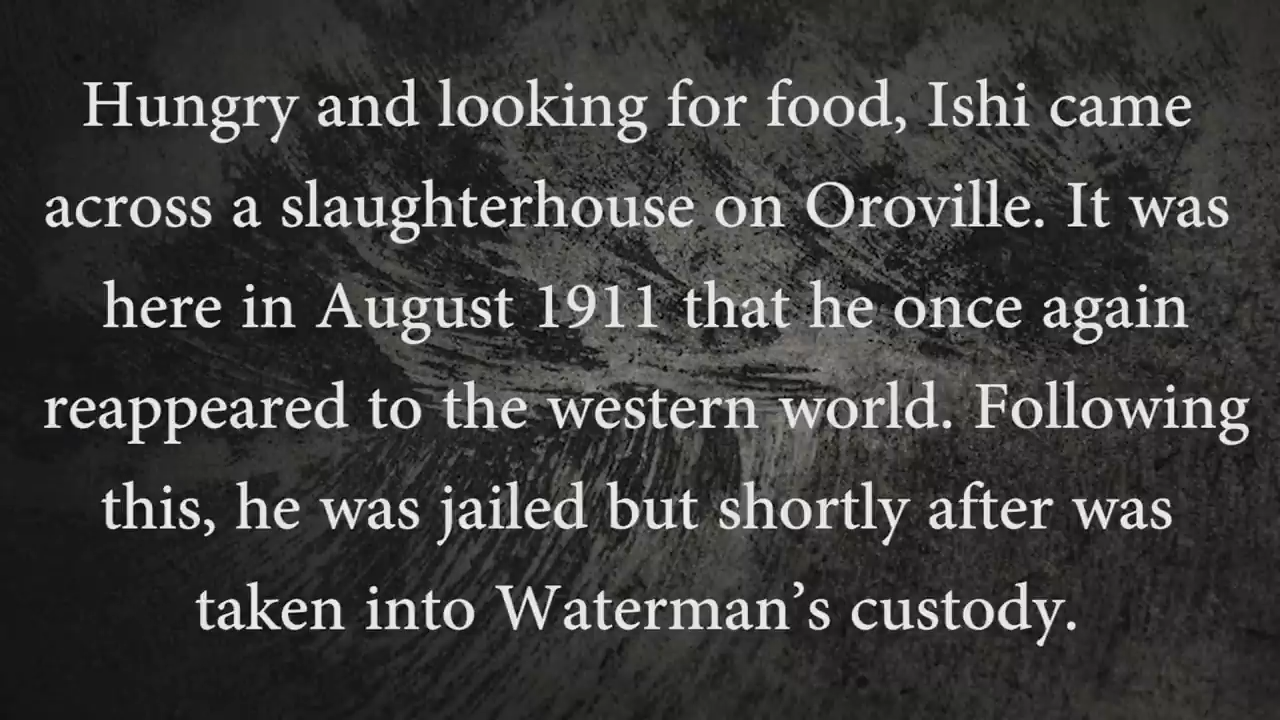 Hungry and looking for food, Ishi came
across a slaughterhouse on Oroville. It was
here in August 1911 that he once again
reappeared to the western world. Following
this, he was jailed but shortly after was
taken into Waterman’s custody.